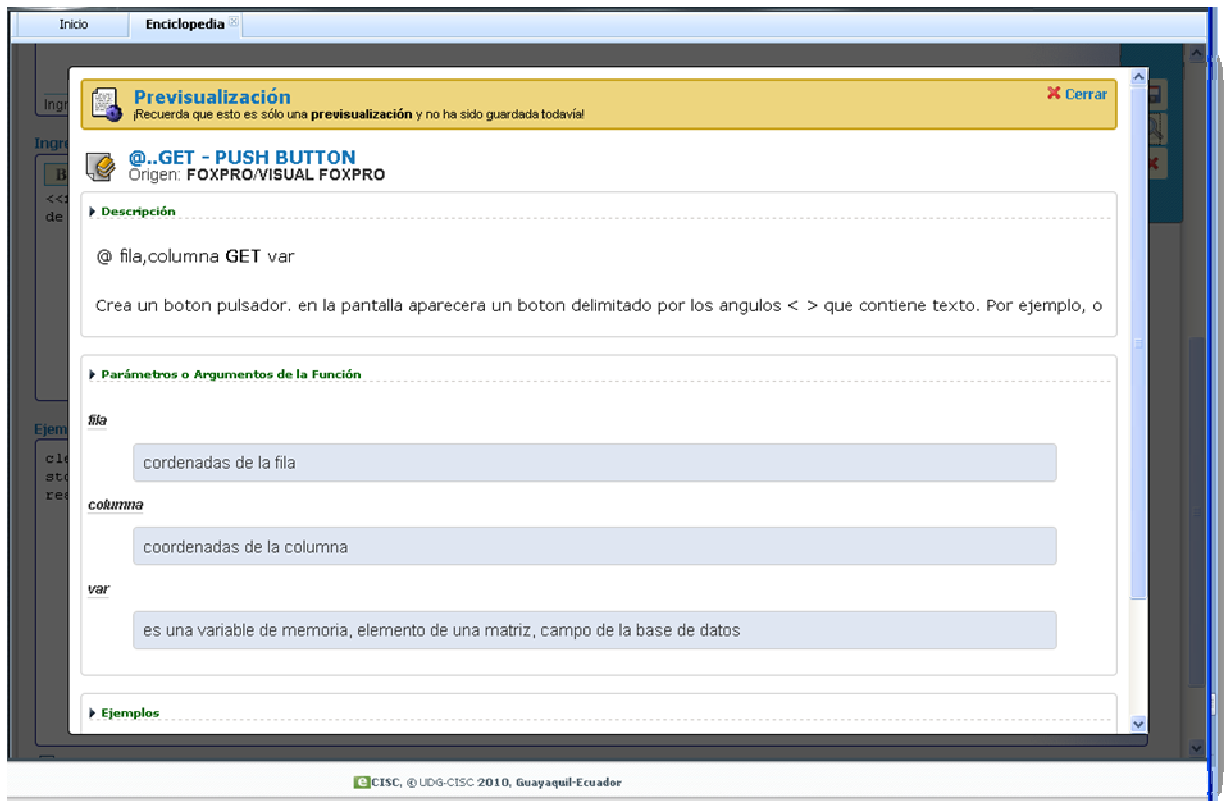 Inicio
Enciclopedia
Previsualización
¡Recuerda que esto es sólo una previsualización y no ha sido guardada todavía!
Cerrar
@..GET - PUSH BUTTON
Origen: FOXPRO/VISUAL FOXPRO
Descripción
@ fila,columna GET var
Crea un boton pulsador. en la pantalla aparecera un boton delimitado por los angulos < > que contiene texto. Por ejemplo, o
Parámetros o Argumentos de la Función
fila
cordenadas de la fila
columna
coordenadas de la columna
var
es una variable de memoria, elemento de una matriz, campo de la base de datos
Ejemplos
B
de
CISC, @ UDG-CISC 2010, Guayaquil-Ecuador